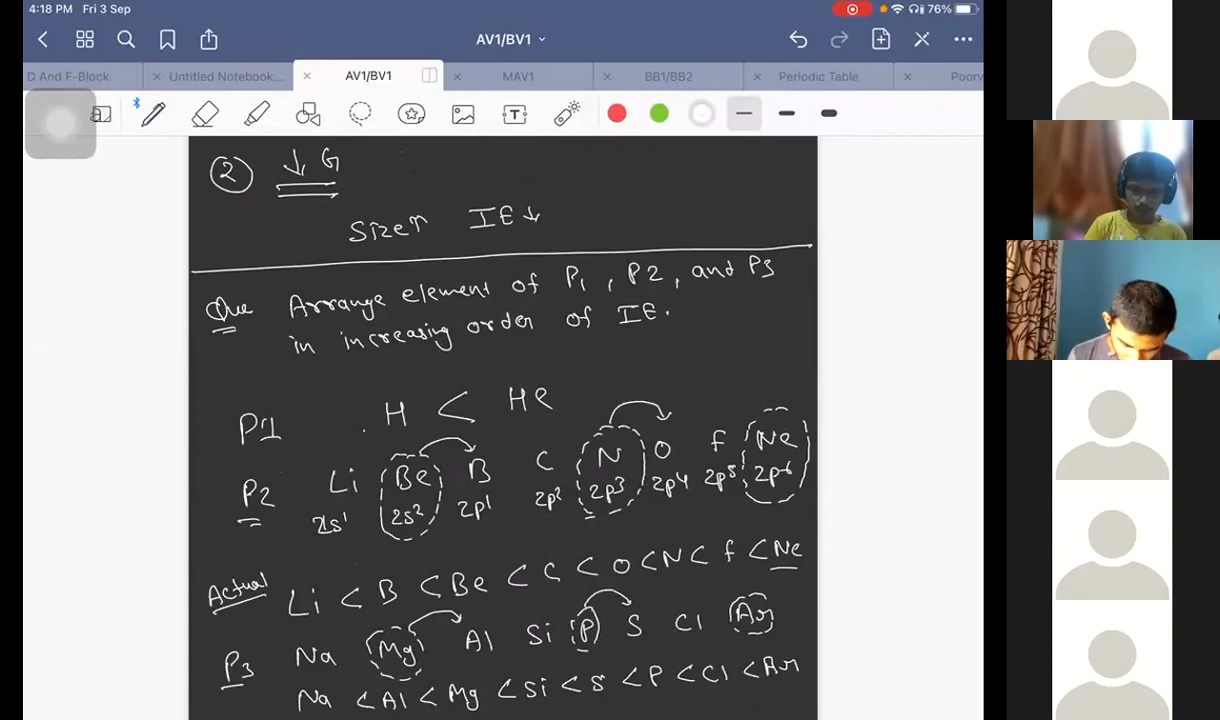 4:18 PM Fri 3 Sep 76%
AV1/BV1
D And F-Block Untitled Notebook... AV1/BV1 MAV1 BB1/BB2 Periodic Table Poorv
2 ↓ G
Size↑ IE↓
Que Arrange element of P1, P2, and P3
in increasing order of IE.
P1 H < He
P2 Li Be B C N O f Ne
2s1 2s2 2p1 2p2 2p3 2p4 2p5 2p6
Actual Li < B < Be < C < O < N < f < Ne
P3 Na Mg Al Si P S Cl Ar
Na < Al < Mg < Si < S < P < Cl < Ar